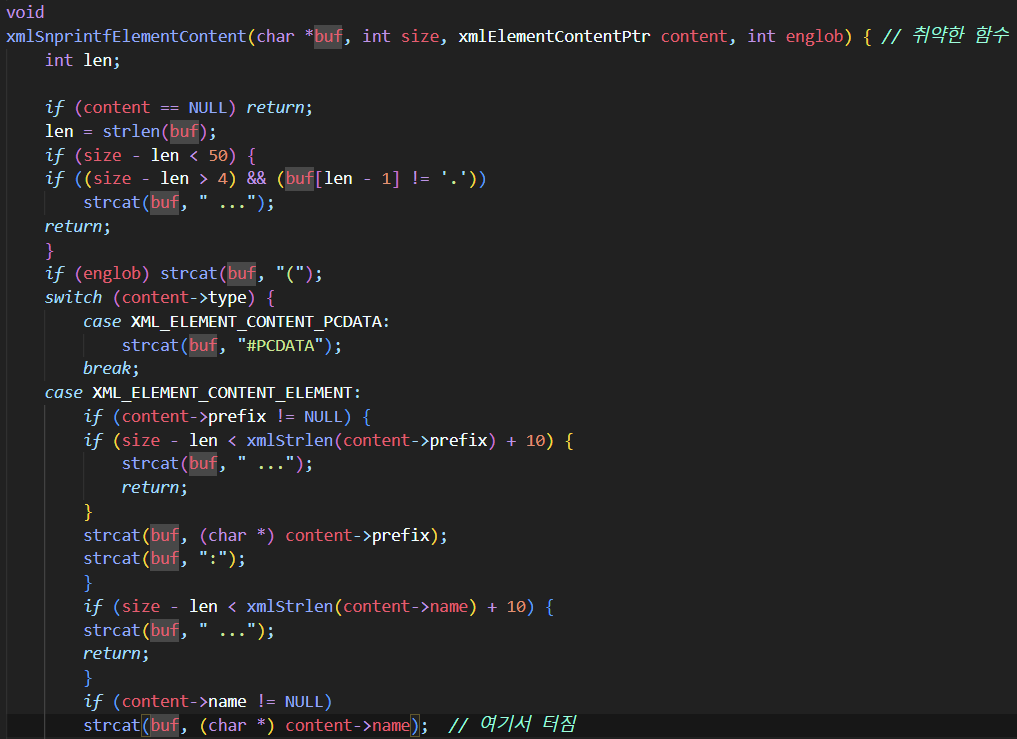 void
xmlSnprintfElementContent(char *buf, int size, xmlElementContentPtr content, int englob) { // 취약한 함수
    int len;

    if (content == NULL) return;
    len = strlen(buf);
    if (size - len < 50) {
    if ((size - len > 4) && (buf[len - 1] != '.'))
        strcat(buf, " ...");
    return;
    }
    if (englob) strcat(buf, "(");
    switch (content->type) {
        case XML_ELEMENT_CONTENT_PCDATA:
            strcat(buf, "#PCDATA");
        break;
    case XML_ELEMENT_CONTENT_ELEMENT:
        if (content->prefix != NULL) {
        if (size - len < xmlStrlen(content->prefix) + 10) {
            strcat(buf, " ...");
            return;
        }
        strcat(buf, (char *) content->prefix);
        strcat(buf, ":");
        }
        if (size - len < xmlStrlen(content->name) + 10) {
        strcat(buf, " ...");
        return;
        }
        if (content->name != NULL)
        strcat(buf, (char *) content->name); // 여기서 터짐